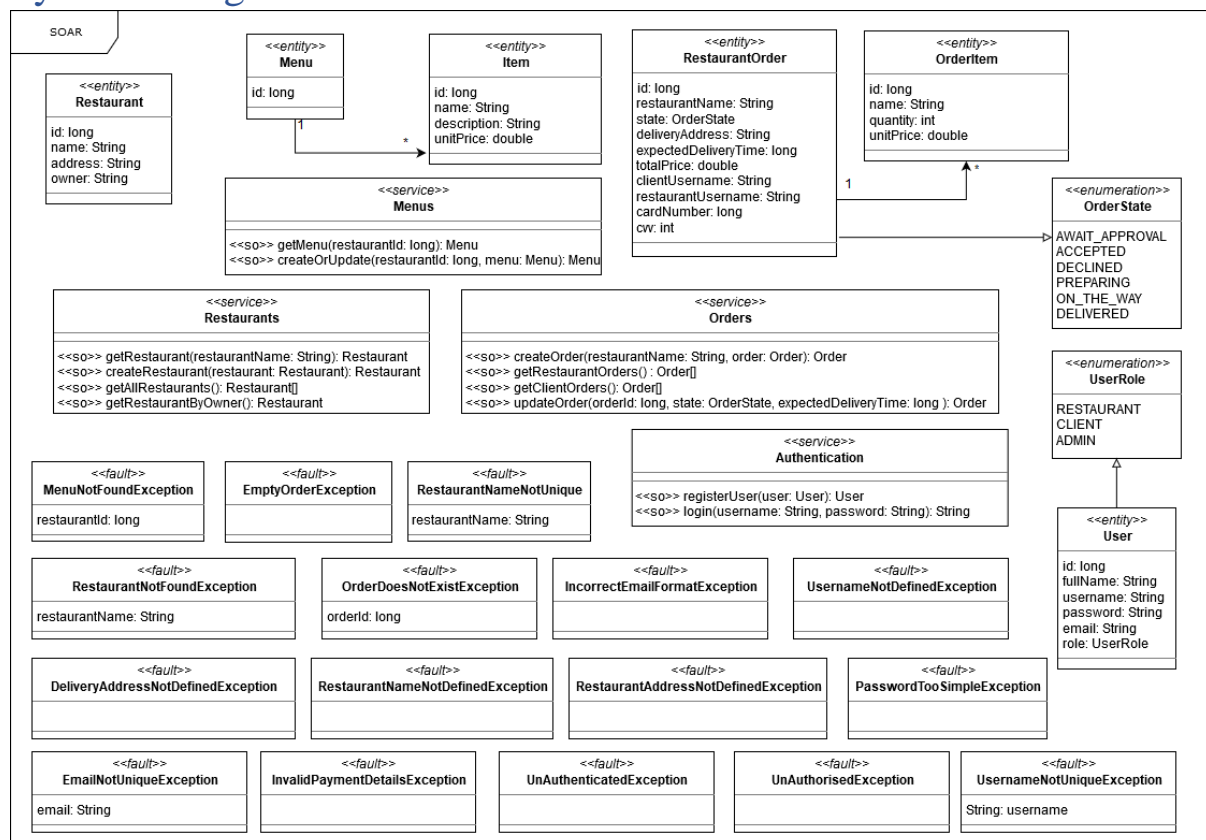 SOAR
<<entity>>
Restaurant
id: long
name: String
address: String
owner: String
<<entity>>
Menu
id: long
1
*
<<entity>>
Item
id: long
name: String
description: String
unitPrice: double
<<entity>>
RestaurantOrder
id: long
restaurantName: String
state: OrderState
deliveryAddress: String
expectedDeliveryTime: long
totalPrice: double
clientUsername: String
restaurantUsername: String
cardNumber: long
cvv: int
1
*
<<entity>>
OrderItem
id: long
name: String
quantity: int
unitPrice: double
<<service>>
Menus
<<so>> getMenu(restaurantId: long): Menu
<<so>> createOrUpdate(restaurantId: long, menu: Menu): Menu
<<enumeration>>
OrderState
AWAIT_APPROVAL
ACCEPTED
DECLINED
PREPARING
ON_THE_WAY
DELIVERED
<<service>>
Restaurants
<<so>> getRestaurant(restaurantName: String): Restaurant
<<so>> createRestaurant(restaurant: Restaurant): Restaurant
<<so>> getAllRestaurants(): Restaurant[]
<<so>> getRestaurantByOwner(): Restaurant
<<service>>
Orders
<<so>> createOrder(restaurantName: String, order: Order): Order
<<so>> getRestaurantOrders() : Order[]
<<so>> getClientOrders(): Order[]
<<so>> updateOrder(orderId: long, state: OrderState, expectedDeliveryTime: long ): Order
<<enumeration>>
UserRole
RESTAURANT
CLIENT
ADMIN
<<service>>
Authentication
<<so>> registerUser(user: User): User
<<so>> login(username: String, password: String): String
<<fault>>
MenuNotFoundException
restaurantId: long
<<fault>>
EmptyOrderException
<<fault>>
RestaurantNameNotUnique
restaurantName: String
<<entity>>
User
id: long
fullName: String
username: String
password: String
email: String
role: UserRole
<<fault>>
RestaurantNotFoundException
restaurantName: String
<<fault>>
OrderDoesNotExistException
orderId: long
<<fault>>
IncorrectEmailFormatException
<<fault>>
UsernameNotDefinedException
<<fault>>
DeliveryAddressNotDefinedException
<<fault>>
RestaurantNameNotDefinedException
<<fault>>
RestaurantAddressNotDefinedException
<<fault>>
PasswordTooSimpleException
<<fault>>
EmailNotUniqueException
email: String
<<fault>>
InvalidPaymentDetailsException
<<fault>>
UnAuthenticatedException
<<fault>>
UnAuthorisedException
<<fault>>
UsernameNotUniqueException
String: username